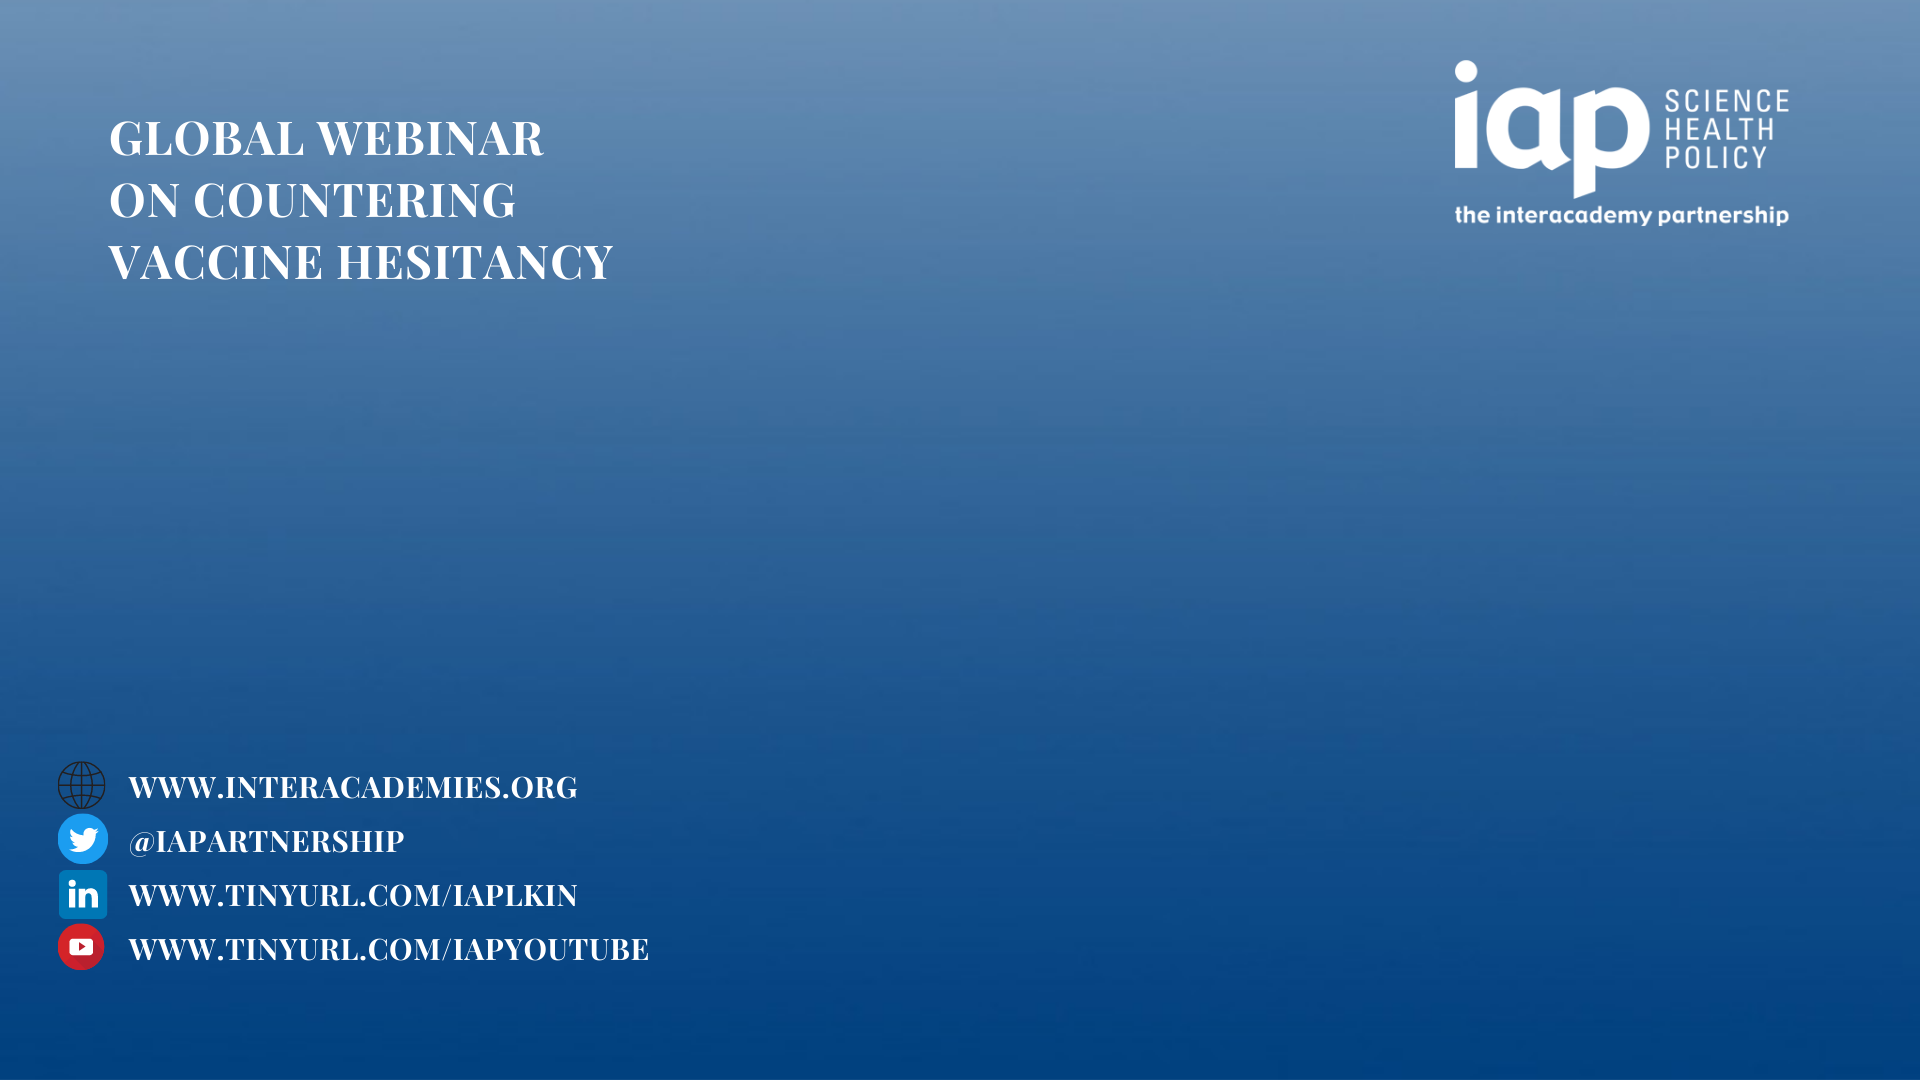 GLOBAL WEBINAR
ON COUNTERING
VACCINE HESITANCY
iap
SCIENCE
HEALTH
POLICY
the interacademy partnership
WWW.INTERACADEMIES.ORG
@IAPARTNERSHIP
in
WWW.TINYURL.COM/IAPLKIN
WWW.TINYURL.COM/IAPYOUTUBE